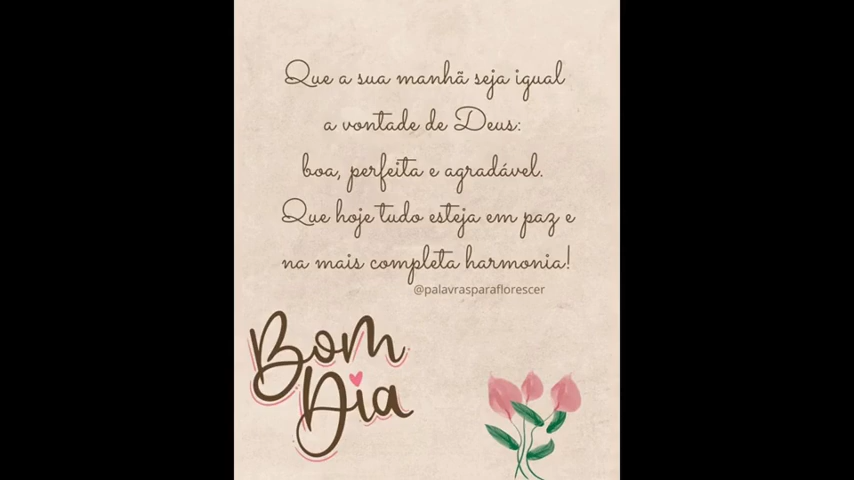 Que a sua manhã seja igual
a vontade de Deus:
boa, perfeita e agradável.
Que hoje tudo esteja em paz e
na mais completa harmonia!
@palavrasparaflorescer
Bom
Dia